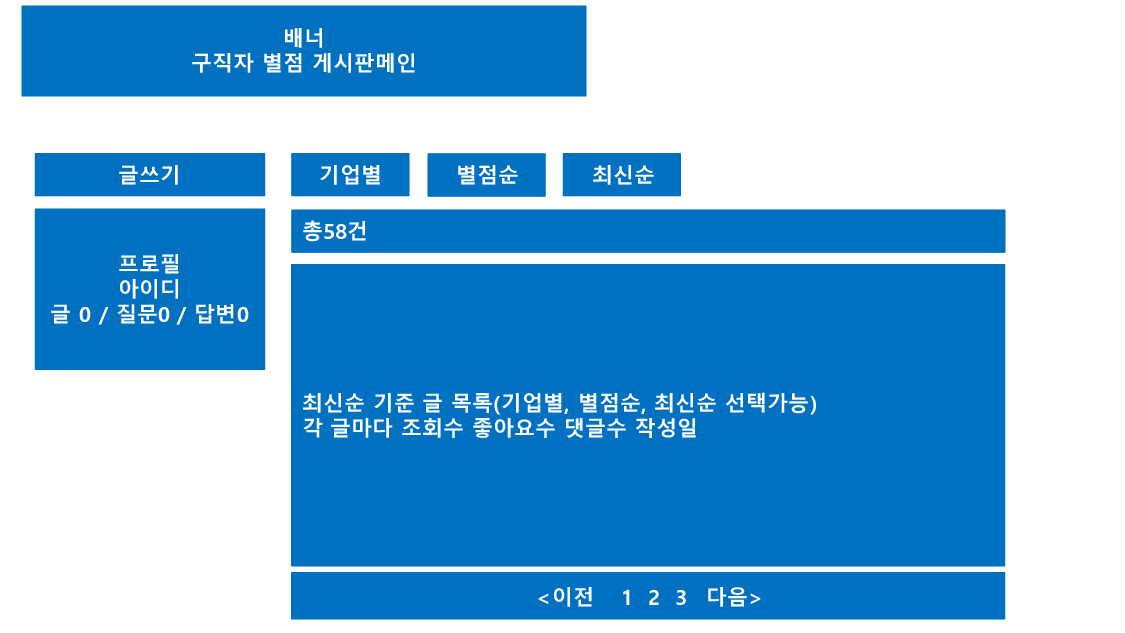 배너
구직자 별점 게시판메인
글쓰기
기업별
별점순
최신순
프로필
아이디
글 0 / 질문0 / 답변0
총58건
최신순 기준 글 목록(기업별, 별점순, 최신순 선택가능)
각 글마다 조회수 좋아요수 댓글수 작성일
<이전 1 2 3 다음>